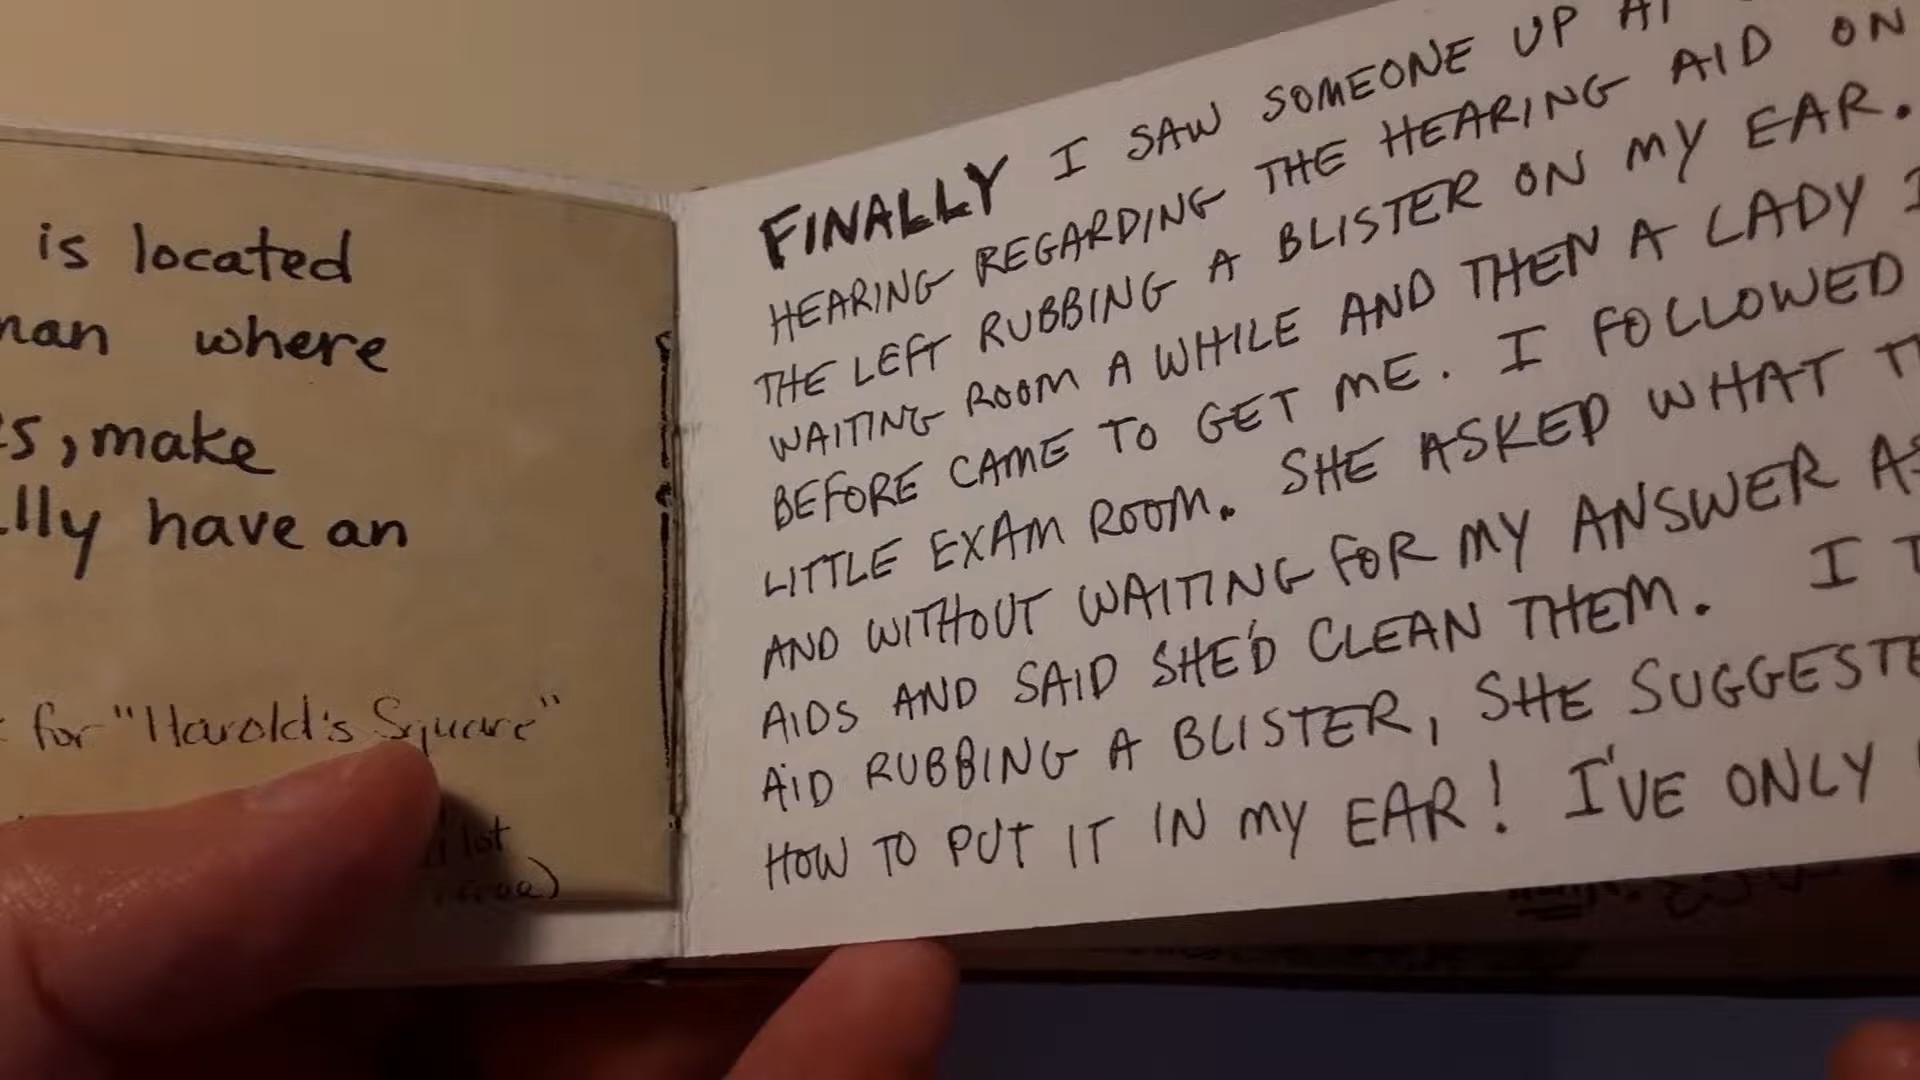 is located
where
make
have an
for "Harold's Square"
lot
FINALLY I SAW SOMEONE UP AT
HEARING REGARDING THE HEARING AID ON
THE LEFT RUBBING A BLISTER ON MY EAR.
WAITING ROOM A WHILE AND THEN A LADY I
BEFORE CAME TO GET ME. I FOLLOWED
LITTLE EXAM ROOM. SHE ASKED WHAT
AND WITHOUT WAITING FOR MY ANSWER
AIDS AND SAID SHE'D CLEAN THEM. I
AID RUBBING A BLISTER, SHE
HOW TO PUT IT IN MY EAR! I'VE ONLY